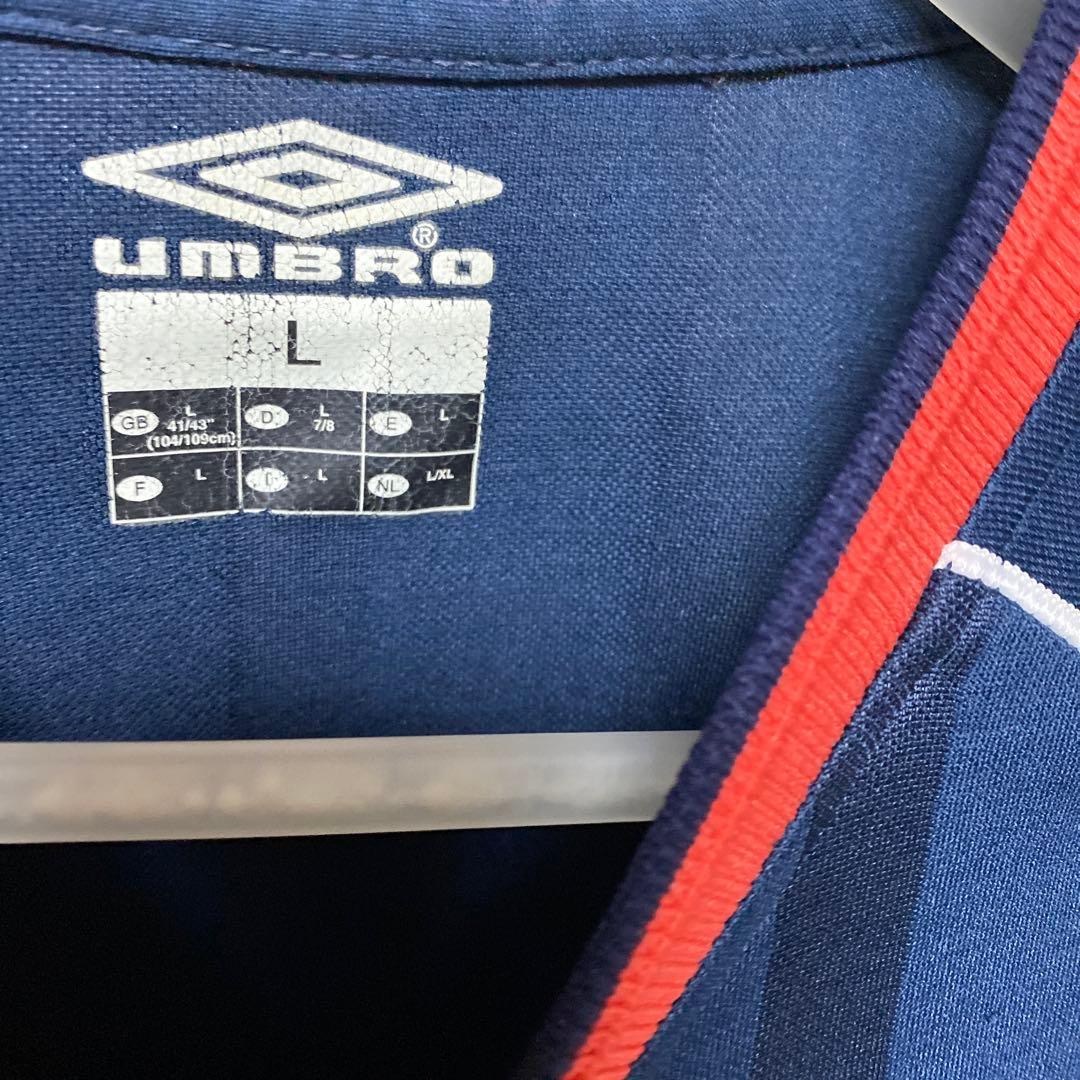 UMBRO®
L
GB L 41/43" (104/109cm)
D L 7/8
E L
F L
I L
NL L/XL